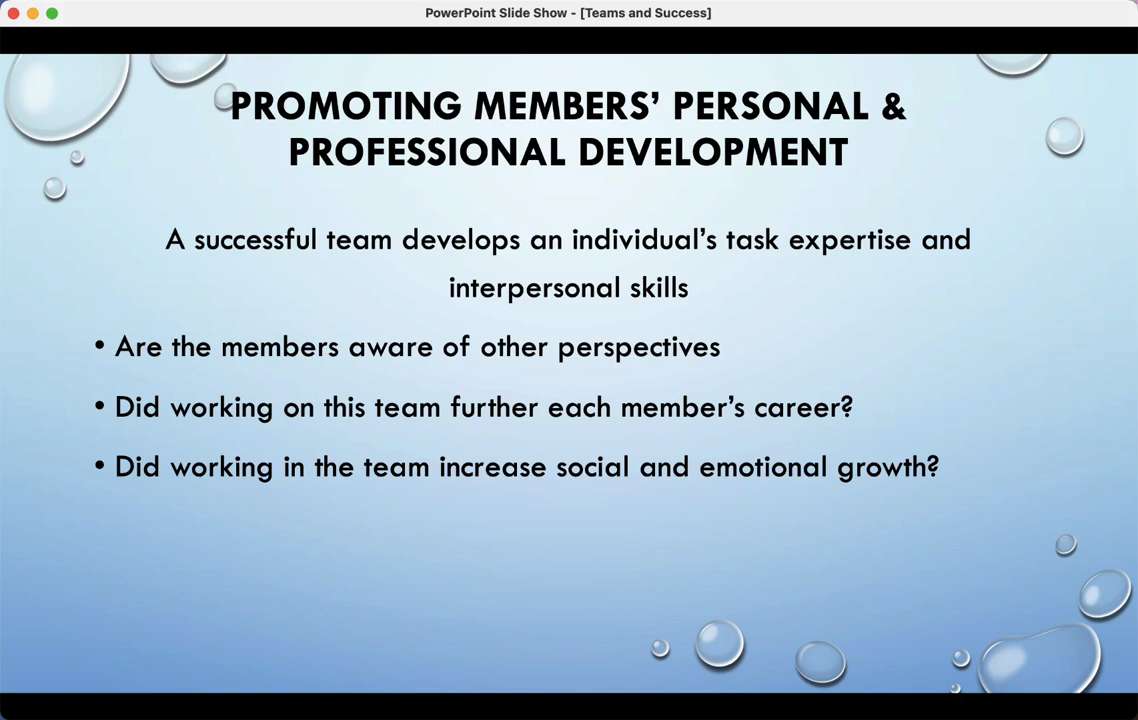 PowerPoint Slide Show - [Teams and Success]
PROMOTING MEMBERS’ PERSONAL &
PROFESSIONAL DEVELOPMENT
A successful team develops an individual’s task expertise and
interpersonal skills
• Are the members aware of other perspectives
• Did working on this team further each member’s career?
• Did working in the team increase social and emotional growth?